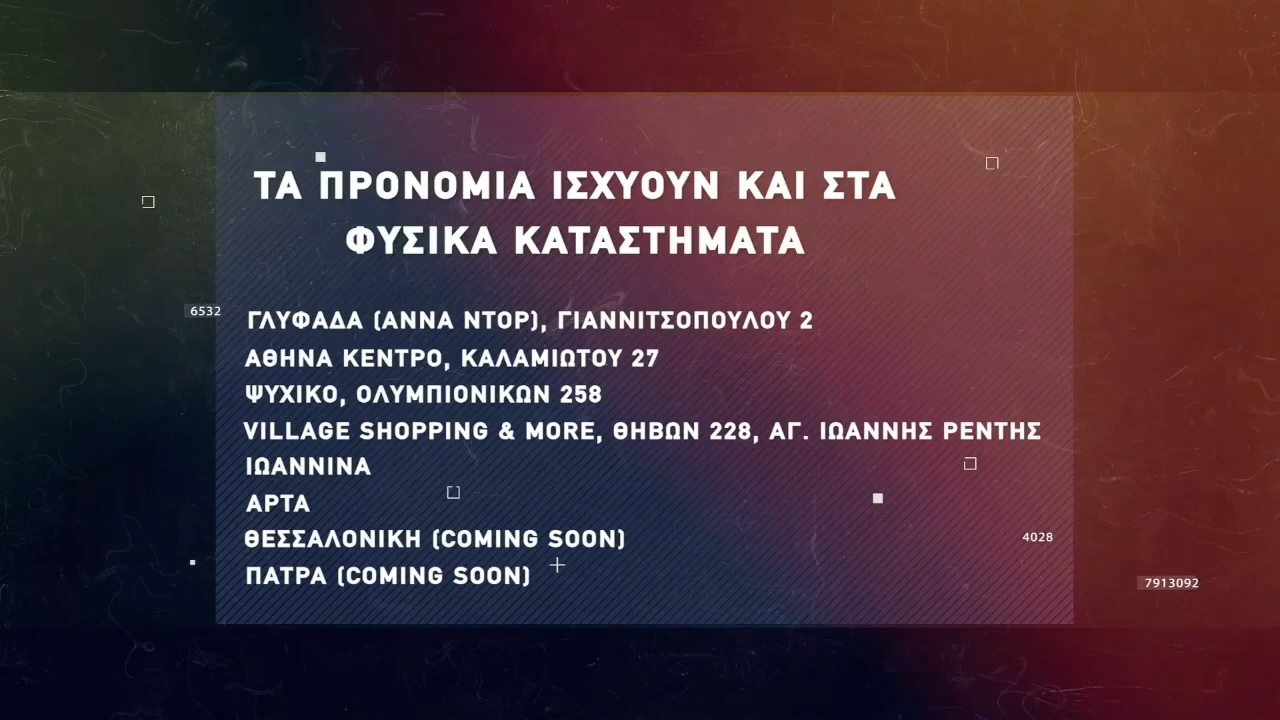 ΤΑ ΠΡΟΝΟΜΙΑ ΙΣΧΥΟΥΝ ΚΑΙ ΣΤΑ
ΦΥΣΙΚΑ ΚΑΤΑΣΤΗΜΑΤΑ
6532
ΓΛΥΦΑΔΑ (ΑΝΝΑ ΝΤΟΡ), ΓΙΑΝΝΙΤΣΟΠΟΥΛΟΥ 2
ΑΘΗΝΑ ΚΕΝΤΡΟ, ΚΑΛΑΜΙΩΤΟΥ 27
ΨΥΧΙΚΟ, ΟΛΥΜΠΙΟΝΙΚΩΝ 258
VILLAGE SHOPPING & MORE, ΘΗΒΩΝ 228, ΑΓ. ΙΩΑΝΝΗΣ ΡΕΝΤΗΣ
ΙΩΑΝΝΙΝΑ
ΑΡΤΑ
ΘΕΣΣΑΛΟΝΙΚΗ (COMING SOON)
4028
ΠΑΤΡΑ (COMING SOON)
7913092